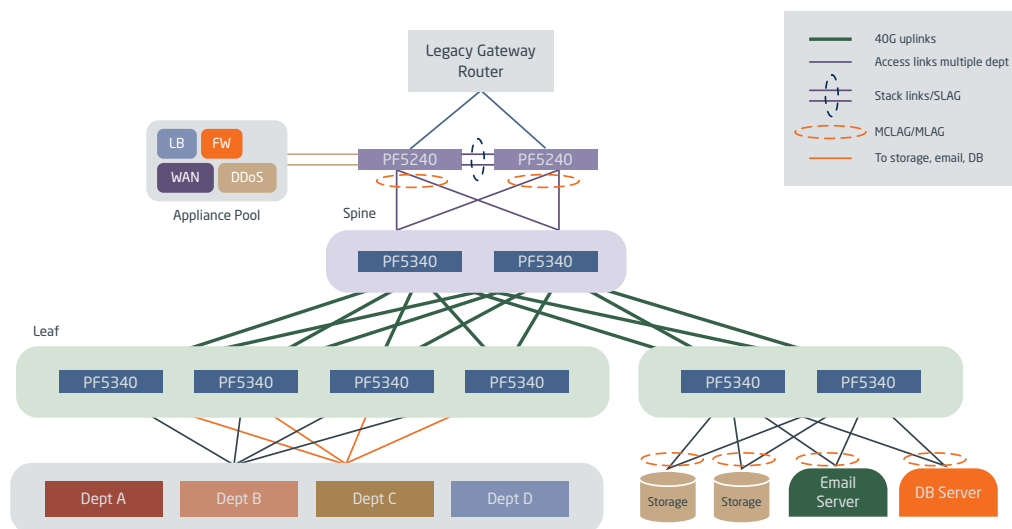 Legacy Gateway
Router
40G uplinks
Access links multiple dept
Stack links/SLAG
MCLAG/MLAG
To storage, email, DB
LB
FW
WAN
DDoS
Appliance Pool
PF5240
PF5240
Spine
PF5340
PF5340
Leaf
PF5340
PF5340
PF5340
PF5340
PF5340
PF5340
Dept A
Dept B
Dept C
Dept D
Storage
Storage
Email
Server
DB Server